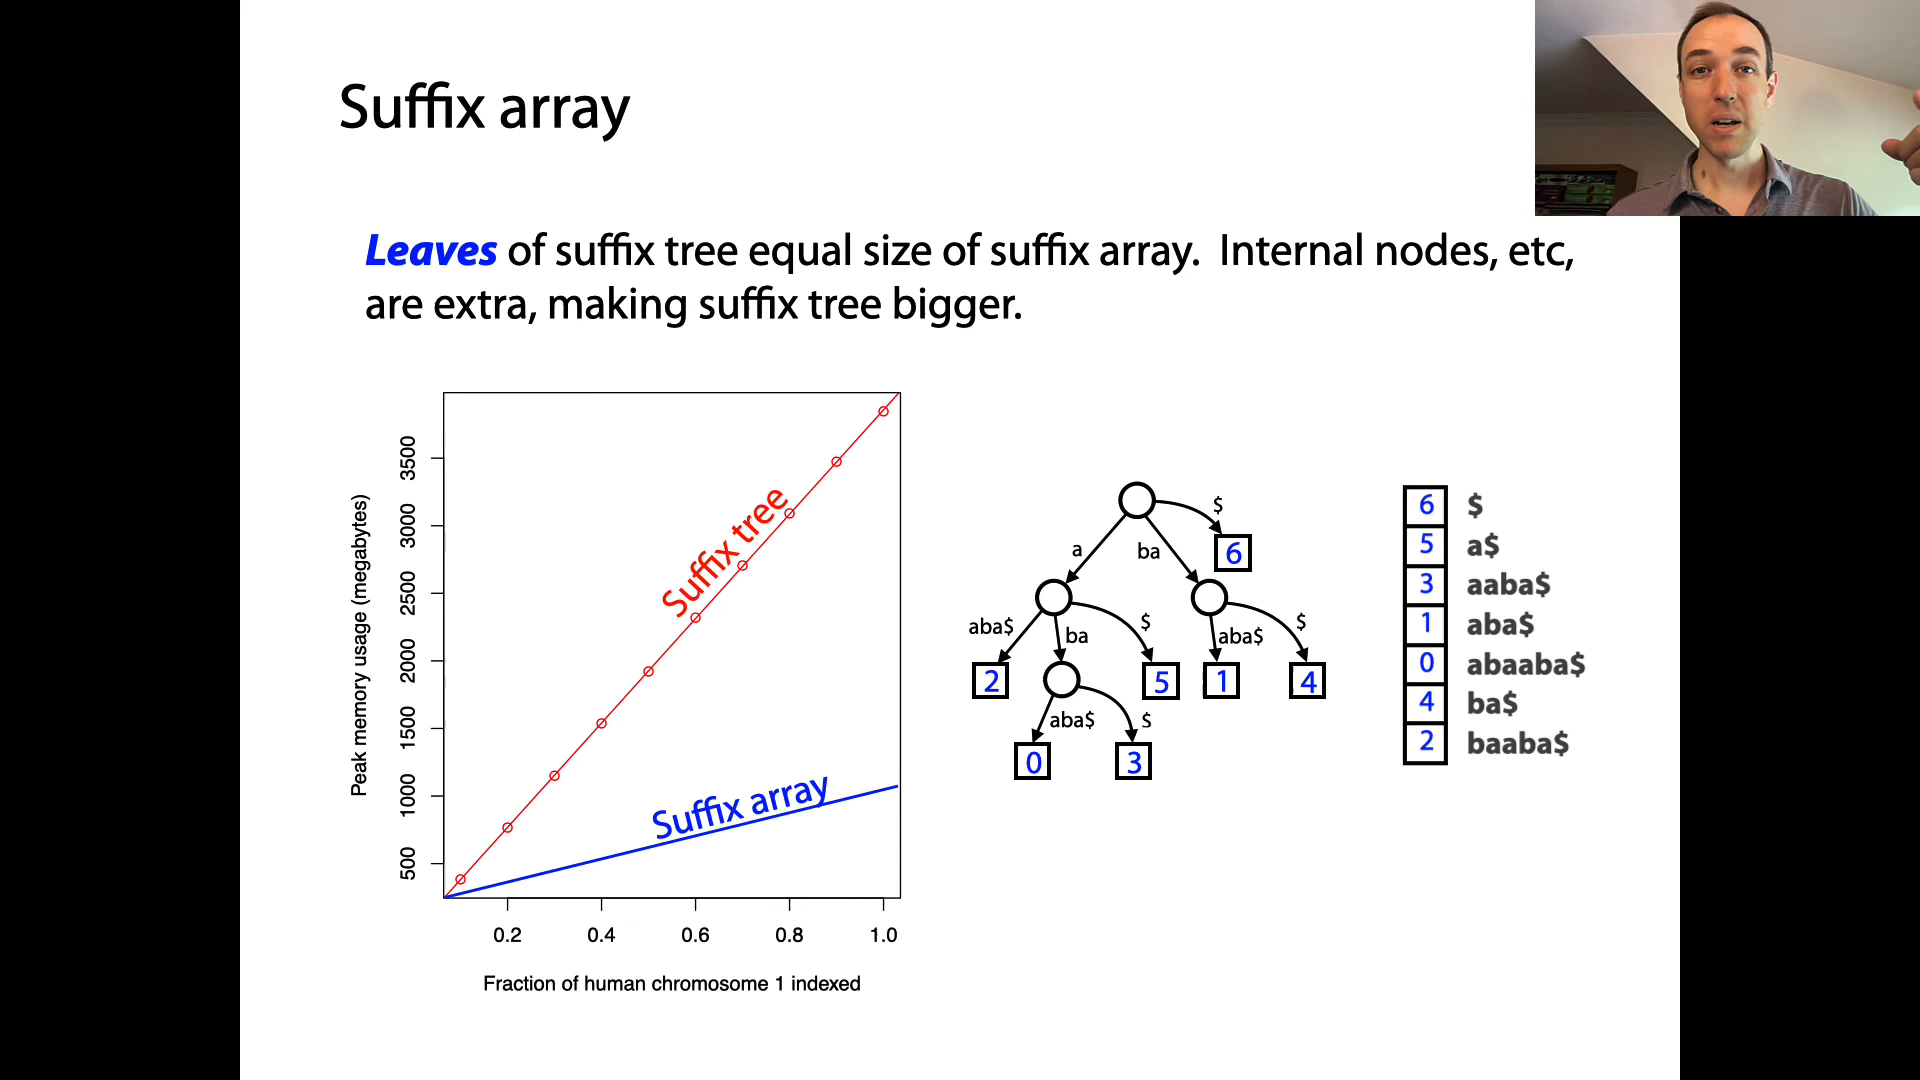 Suffix array
Leaves of suffix tree equal size of suffix array. Internal nodes, etc,
are extra, making suffix tree bigger.
Peak memory usage (megabytes)
3500
3000
2500
2000
1500
1000
500
Suffix tree
Suffix array
0.2 0.4 0.6 0.8 1.0
Fraction of human chromosome 1 indexed
$
a ba 6
aba$ ba $ aba$ $
2 5 1 4
aba$ $
0 3
6 $
5 a$
3 aaba$
1 aba$
0 abaaba$
4 ba$
2 baaba$